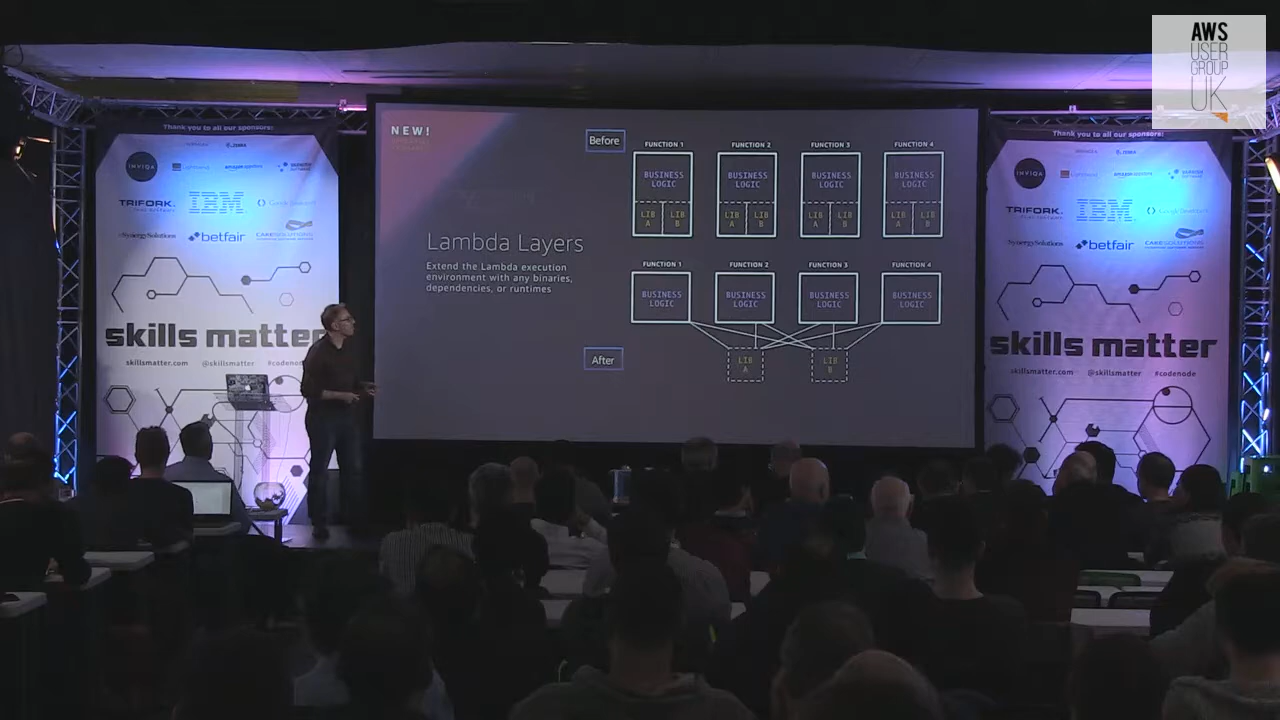 AWS
USER
GROUP
UK
Thank you to all our sponsors:
INVIQA
TRIFORK.
IBM
SynergySolutions
betfair
CAKESOLUTIONS
skills matter
skillsmatter.com @skillsmatter #codenode
NEW!
Lambda Layers
Extend the Lambda execution
environment with any binaries,
dependencies, or runtimes
Before
FUNCTION 1 FUNCTION 2 FUNCTION 3 FUNCTION 4
BUSINESS LOGIC BUSINESS LOGIC BUSINESS LOGIC BUSINESS LOGIC
LIB A LIB B LIB A LIB B LIB A LIB B LIB A LIB B
FUNCTION 1 FUNCTION 2 FUNCTION 3 FUNCTION 4
BUSINESS LOGIC BUSINESS LOGIC BUSINESS LOGIC BUSINESS LOGIC
After
LIB A LIB B
Thank you to all our sponsors:
INVIQA
TRIFORK.
IBM
SynergySolutions
betfair
CAKESOLUTIONS
skills matter
skillsmatter.com @skillsmatter #codenode